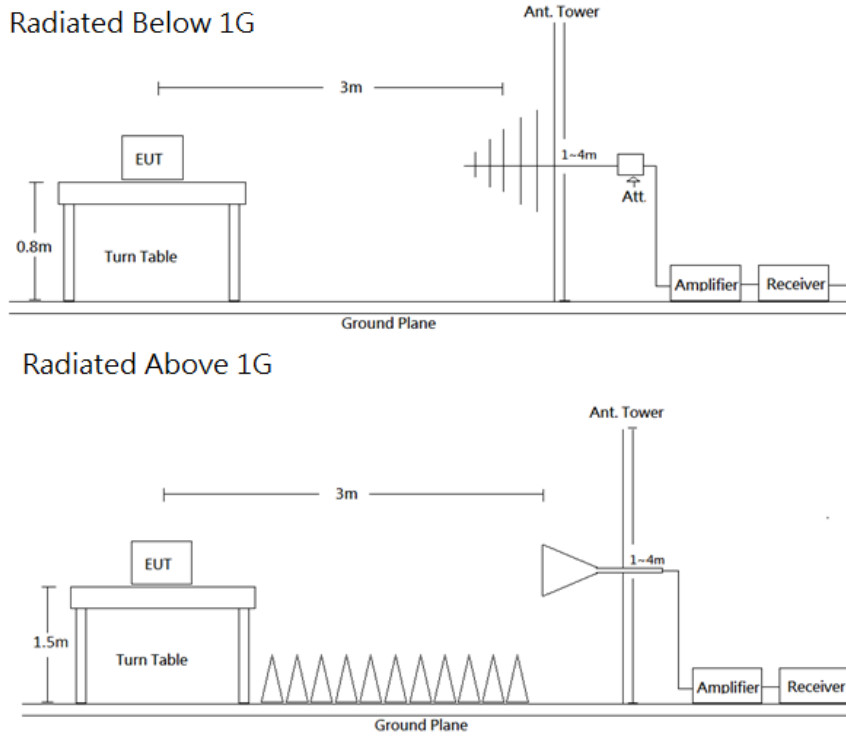 Radiated Below 1G
Ant. Tower
3m
EUT
1~4m
Att.
0.8m
Turn Table
Amplifier
Receiver
Ground Plane
Radiated Above 1G
Ant. Tower
3m
EUT
1~4m
1.5m
Turn Table
Amplifier
Receiver
Ground Plane